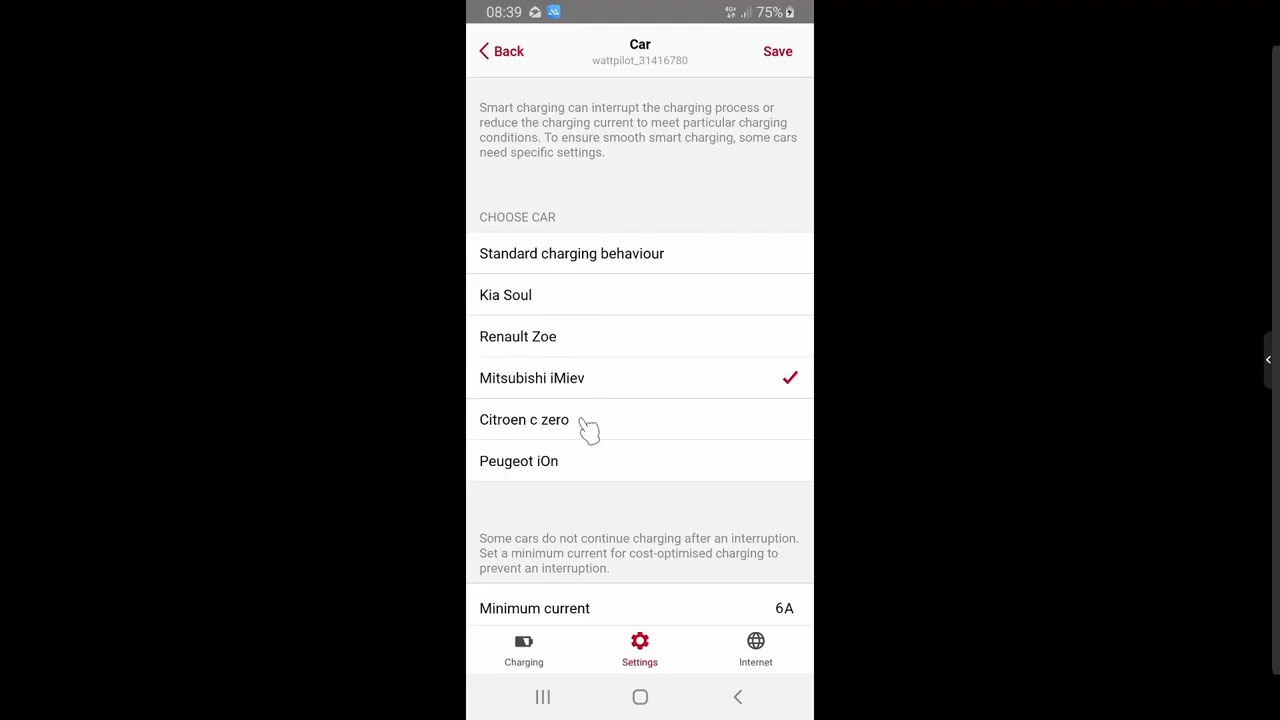 08:39
4G+ 75%
Back
Car
Save
wattpilot_31416780
Smart charging can interrupt the charging process or
reduce the charging current to meet particular charging
conditions. To ensure smooth smart charging, some cars
need specific settings.
CHOOSE CAR
Standard charging behaviour
Kia Soul
Renault Zoe
Mitsubishi iMiev
Citroen c zero
Peugeot iOn
Some cars do not continue charging after an interruption.
Set a minimum current for cost-optimised charging to
prevent an interruption.
Minimum current 6A
Charging
Settings
Internet